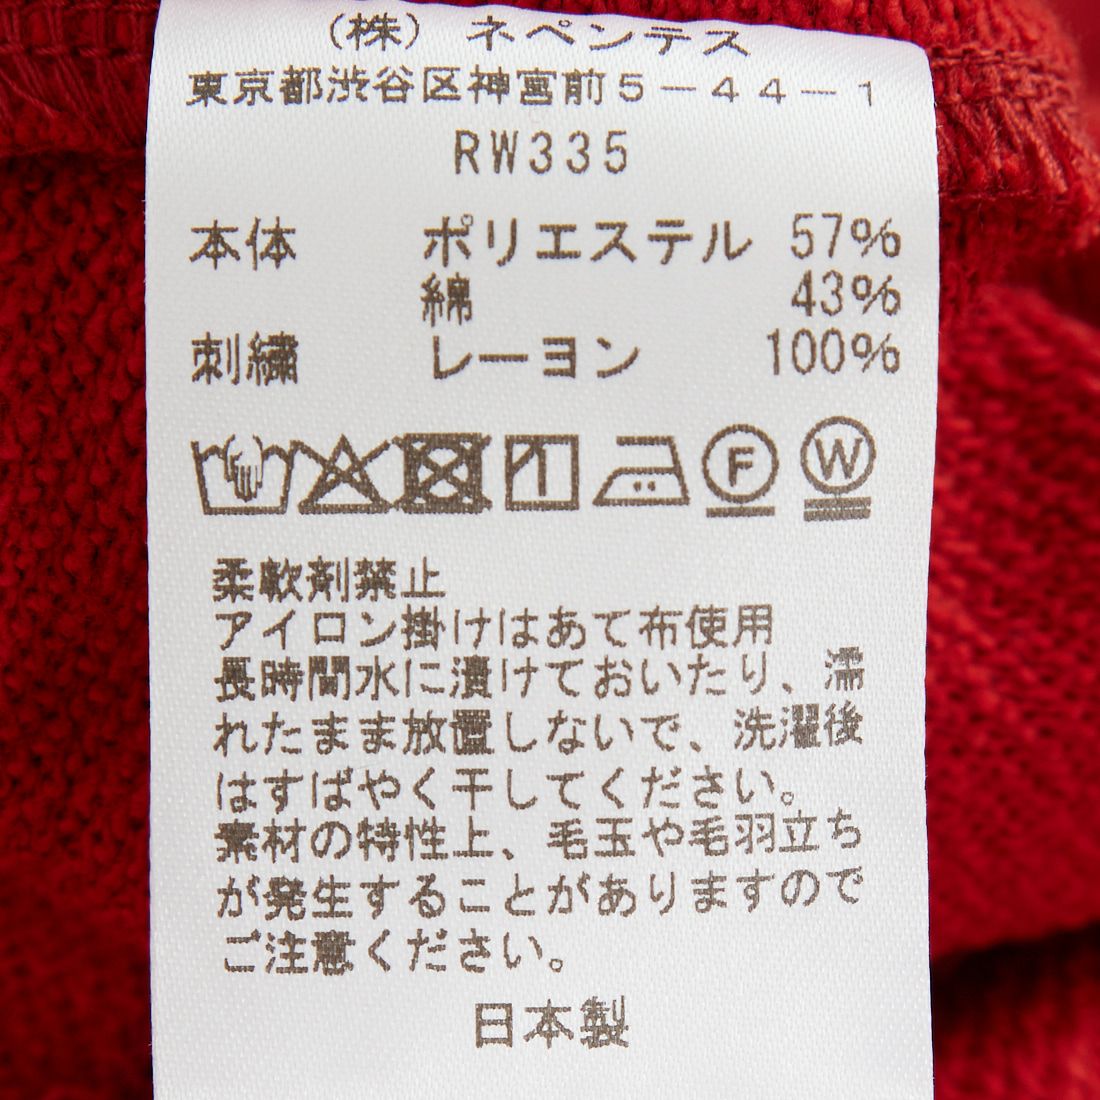 (株) ネペンテス
東京都渋谷区神宮前5-44-1
RW335
本体 ポリエステル 57%
綿 43%
刺繍 レーヨン 100%
F W
柔軟剤禁止
アイロン掛けはあて布使用
長時間水に漬けておいたり、濡
れたまま放置しないで、洗濯後
はすばやく干してください。
素材の特性上、毛玉や毛羽立ち
が発生することがありますので
ご注意ください。
日本製